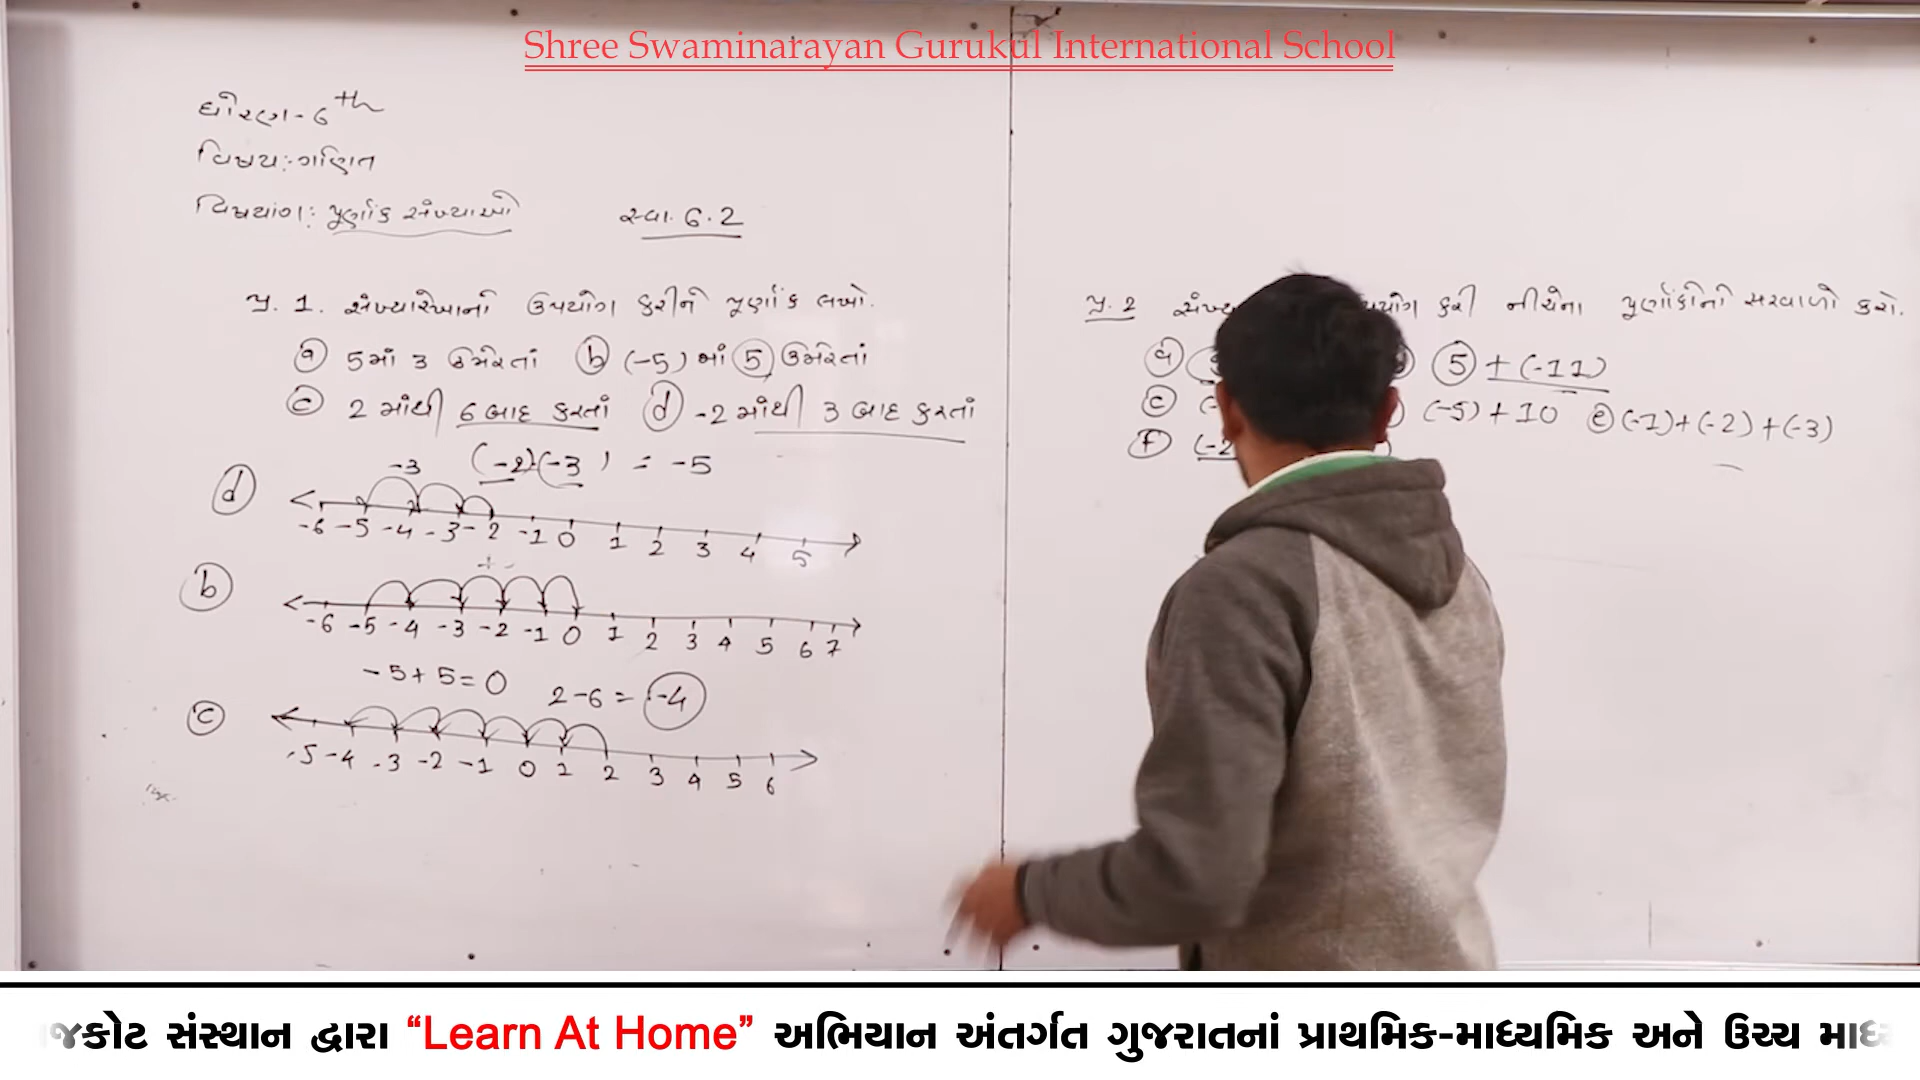 Shree Swaminarayan Gurukul International School
ધોરણ - 6th
વિષય : ગણિત
વિષયાંગ : પૂર્ણાંક સંખ્યાઓ સ્વા. 6.2
પ્ર. 1. સંખ્યારેખાનો ઉપયોગ કરીને પૂર્ણાંક લખો.
(a) 5માં 3 ઉમેરતાં (b) (-5) માં 5 ઉમેરતાં
(c) 2 માંથી 6 બાદ કરતાં (d) -2 માંથી 3 બાદ કરતાં
-3 (-2)+(-3) = -5
(d)
-6 -5 -4 -3 -2 -1 0 1 2 3 4 5
(b)
-6 -5 -4 -3 -2 -1 0 1 2 3 4 5 6 7
-5+5=0 2-6= -4
(c)
-5 -4 -3 -2 -1 0 1 2 3 4 5 6
પ્ર. 2 કરી નીચેના પૂર્ણાંકોનો સરવાળો કરો.
(a) 5 + (-11)
(c) (-5) + 10 (e) (-1)+(-2)+(-3)
(f) (-2
સંસ્થાન દ્વારા “Learn At Home” અભિયાન અંતર્ગત ગુજરાતનાં પ્રાથમિક-માધ્યમિક અને ઉચ્ચ